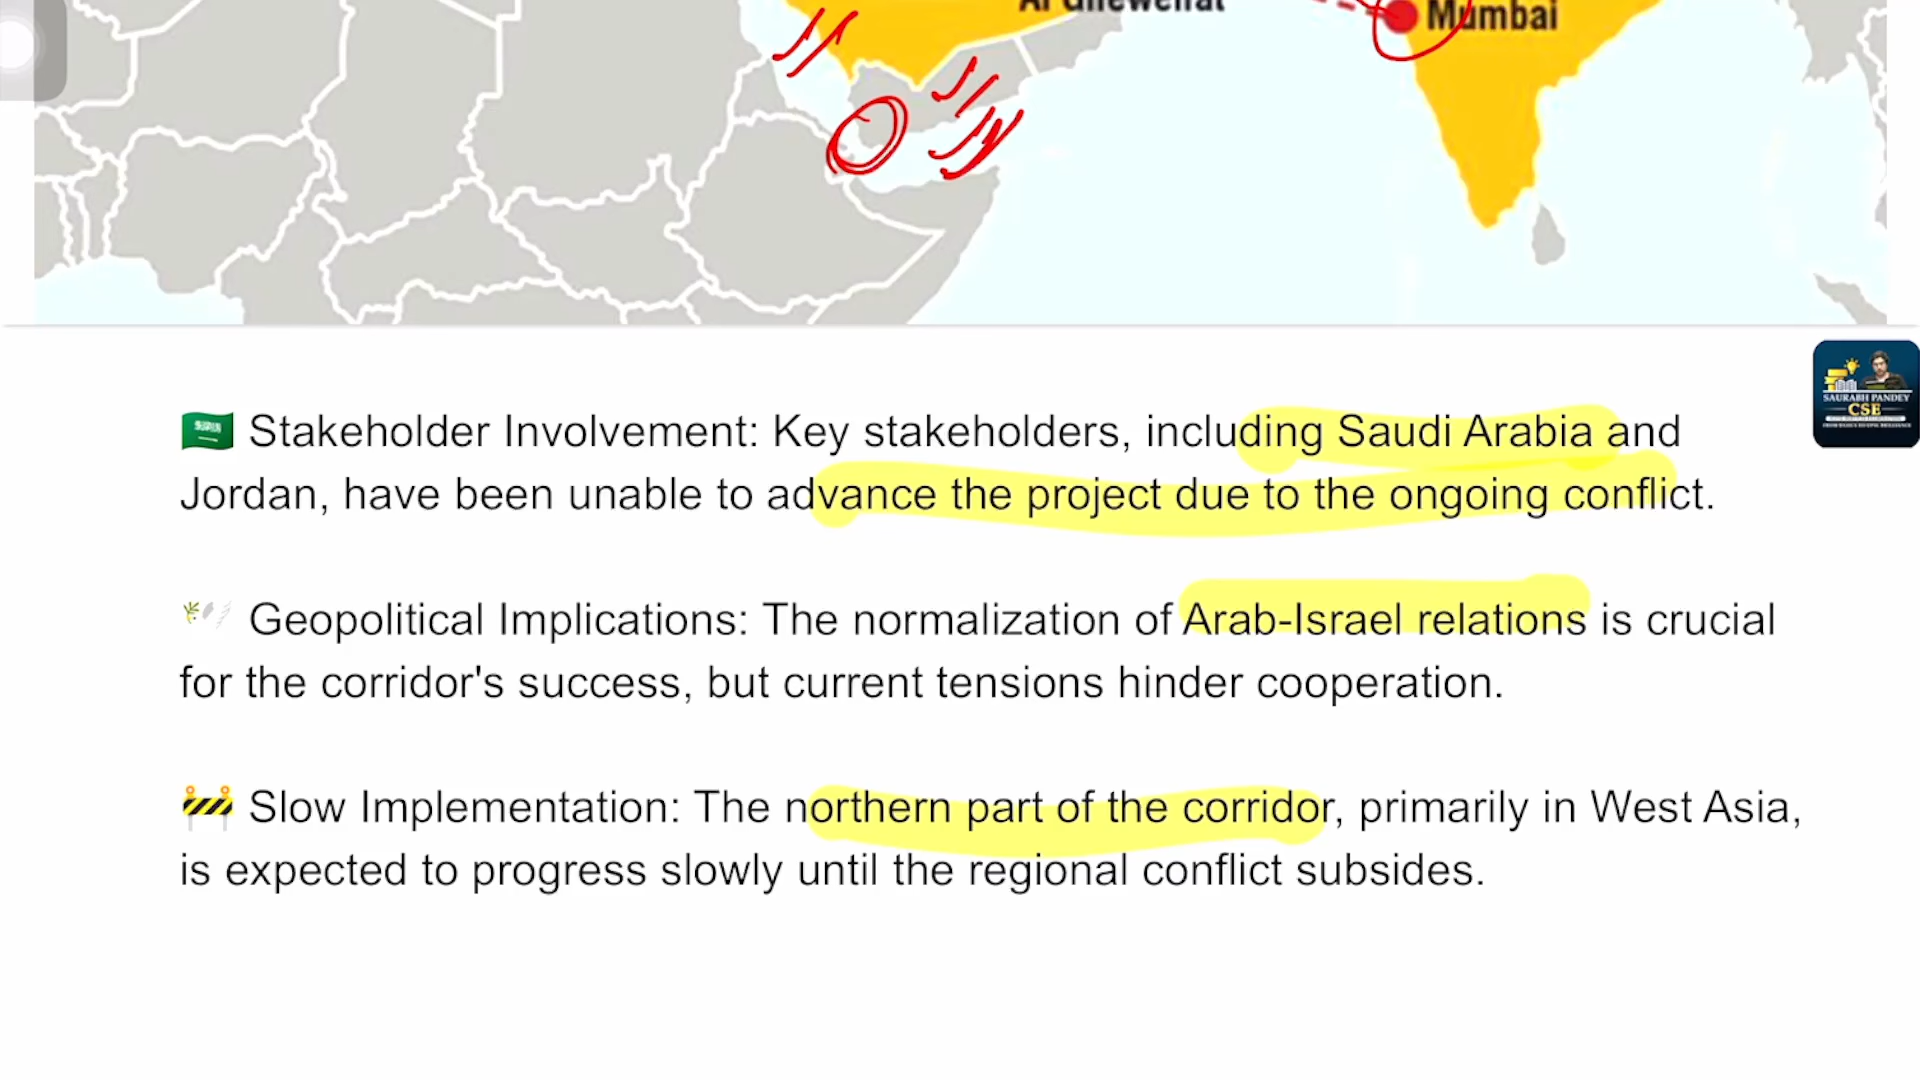 Al Gheweifat
Mumbai
SAURABH PANDEY
CSE
Stakeholder Involvement: Key stakeholders, including Saudi Arabia and
Jordan, have been unable to advance the project due to the ongoing conflict.
Geopolitical Implications: The normalization of Arab-Israel relations is crucial
for the corridor's success, but current tensions hinder cooperation.
Slow Implementation: The northern part of the corridor, primarily in West Asia,
is expected to progress slowly until the regional conflict subsides.